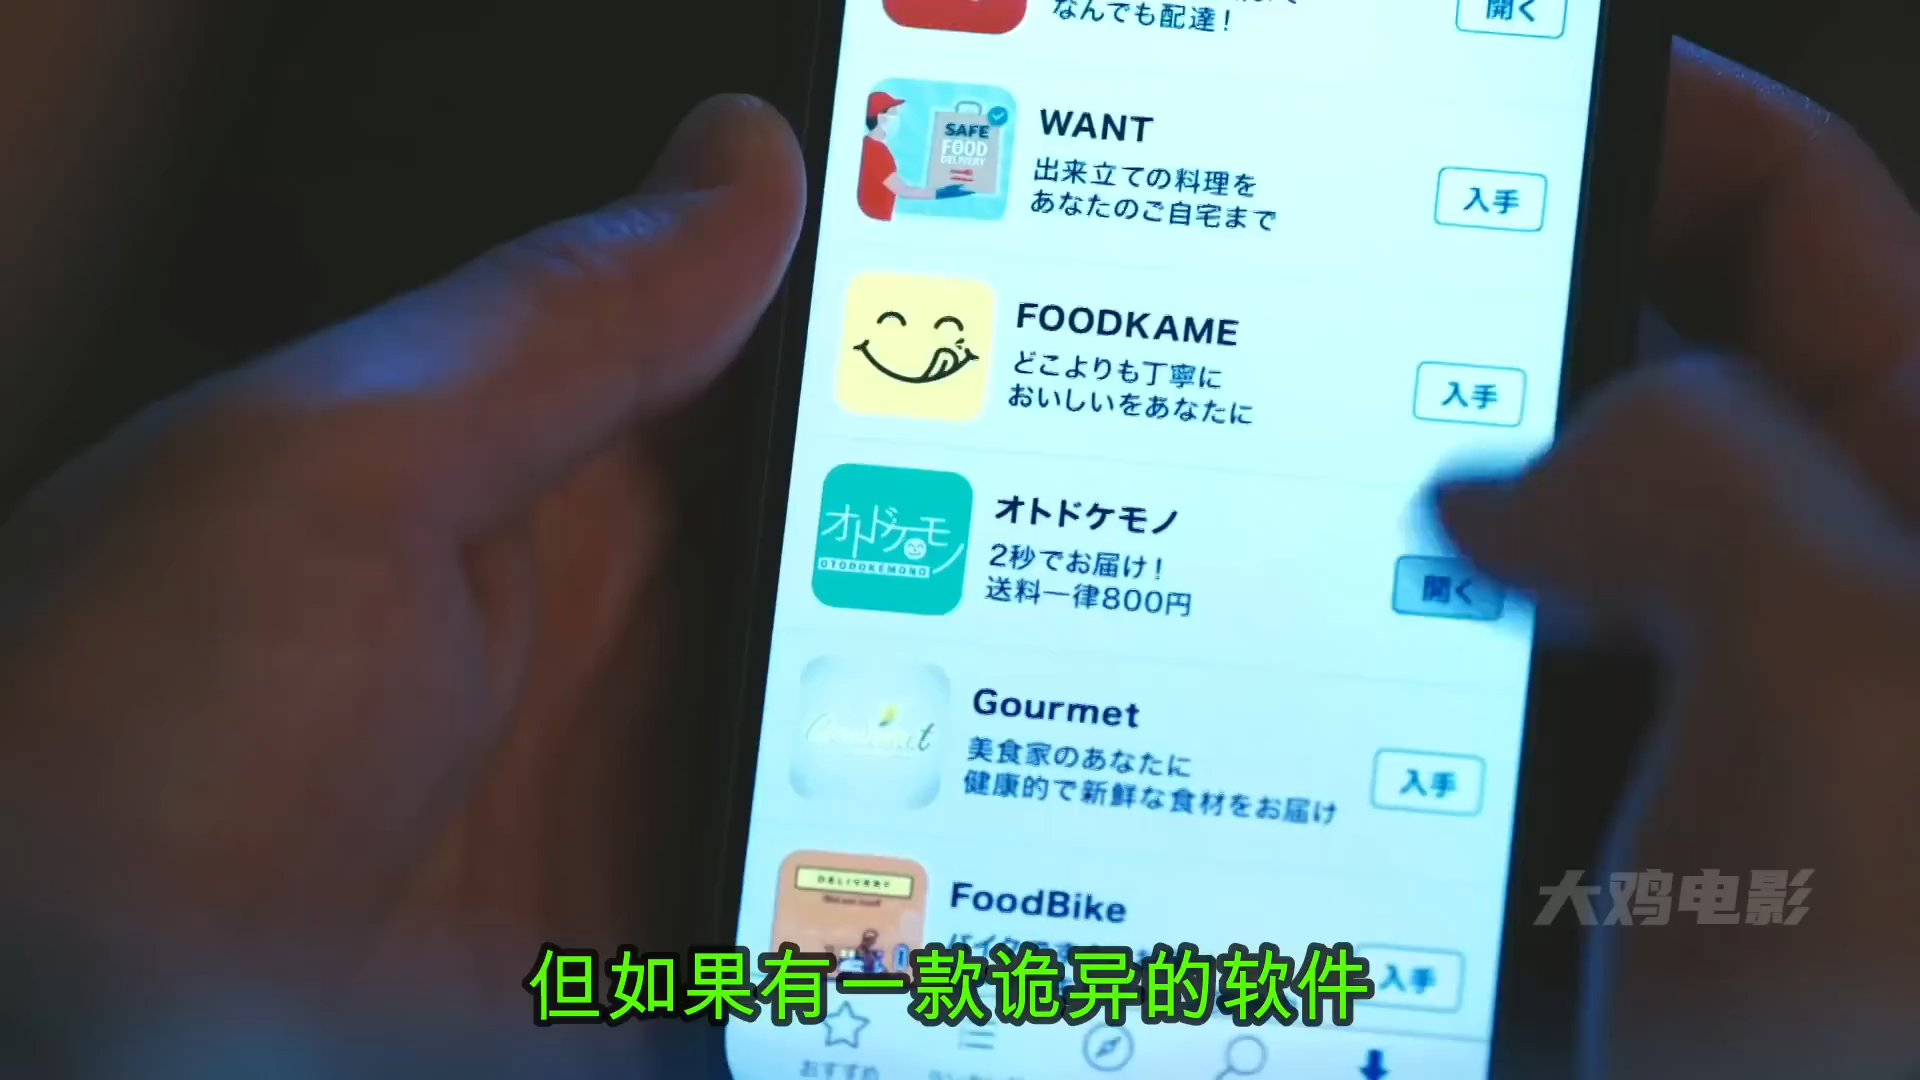 なんでも配達！
開く
SAFE
FOOD
DELIVERY
WANT
出来立ての料理を
あなたのご自宅まで
入手
FOODKAME
どこよりも丁寧に
おいしいをあなたに
入手
オトドケモノ
OTODOKEMONO
オトドケモノ
2秒でお届け！
送料一律800円
開く
Gourmet
美食家のあなたに
健康的で新鮮な食材をお届け
入手
DELIVERY
FoodBike
入手
大鸡电影
但如果有一款诡异的软件
おすすめ